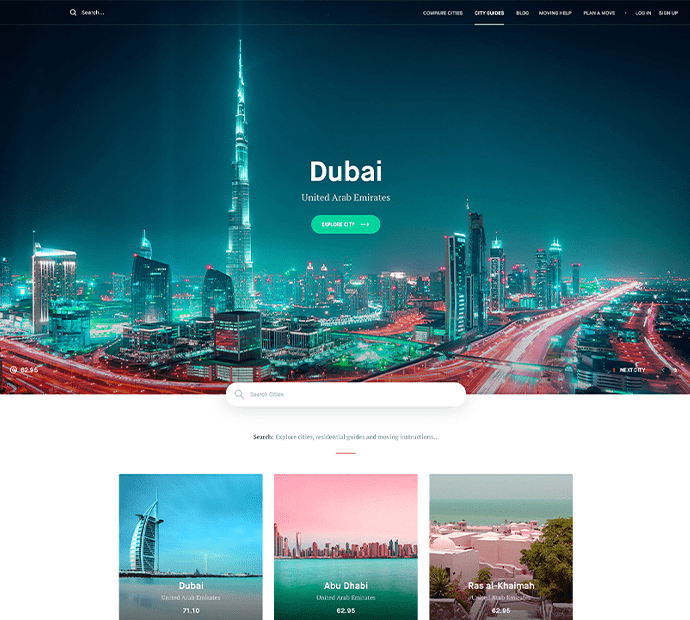 Search...
COMPARE CITIES
CITY GUIDES
BLOG
MOVING HELP
PLAN A MOVE
LOG IN
SIGN UP
Dubai
United Arab Emirates
EXPLORE CITY
62.95
NEXT CITY
Search Cities
Search: Explore cities, residential guides and moving instructions...
Dubai
United Arab Emirates
71.10
Abu Dhabi
United Arab Emirates
62.95
Ras al-Khaimah
United Arab Emirates
62.95